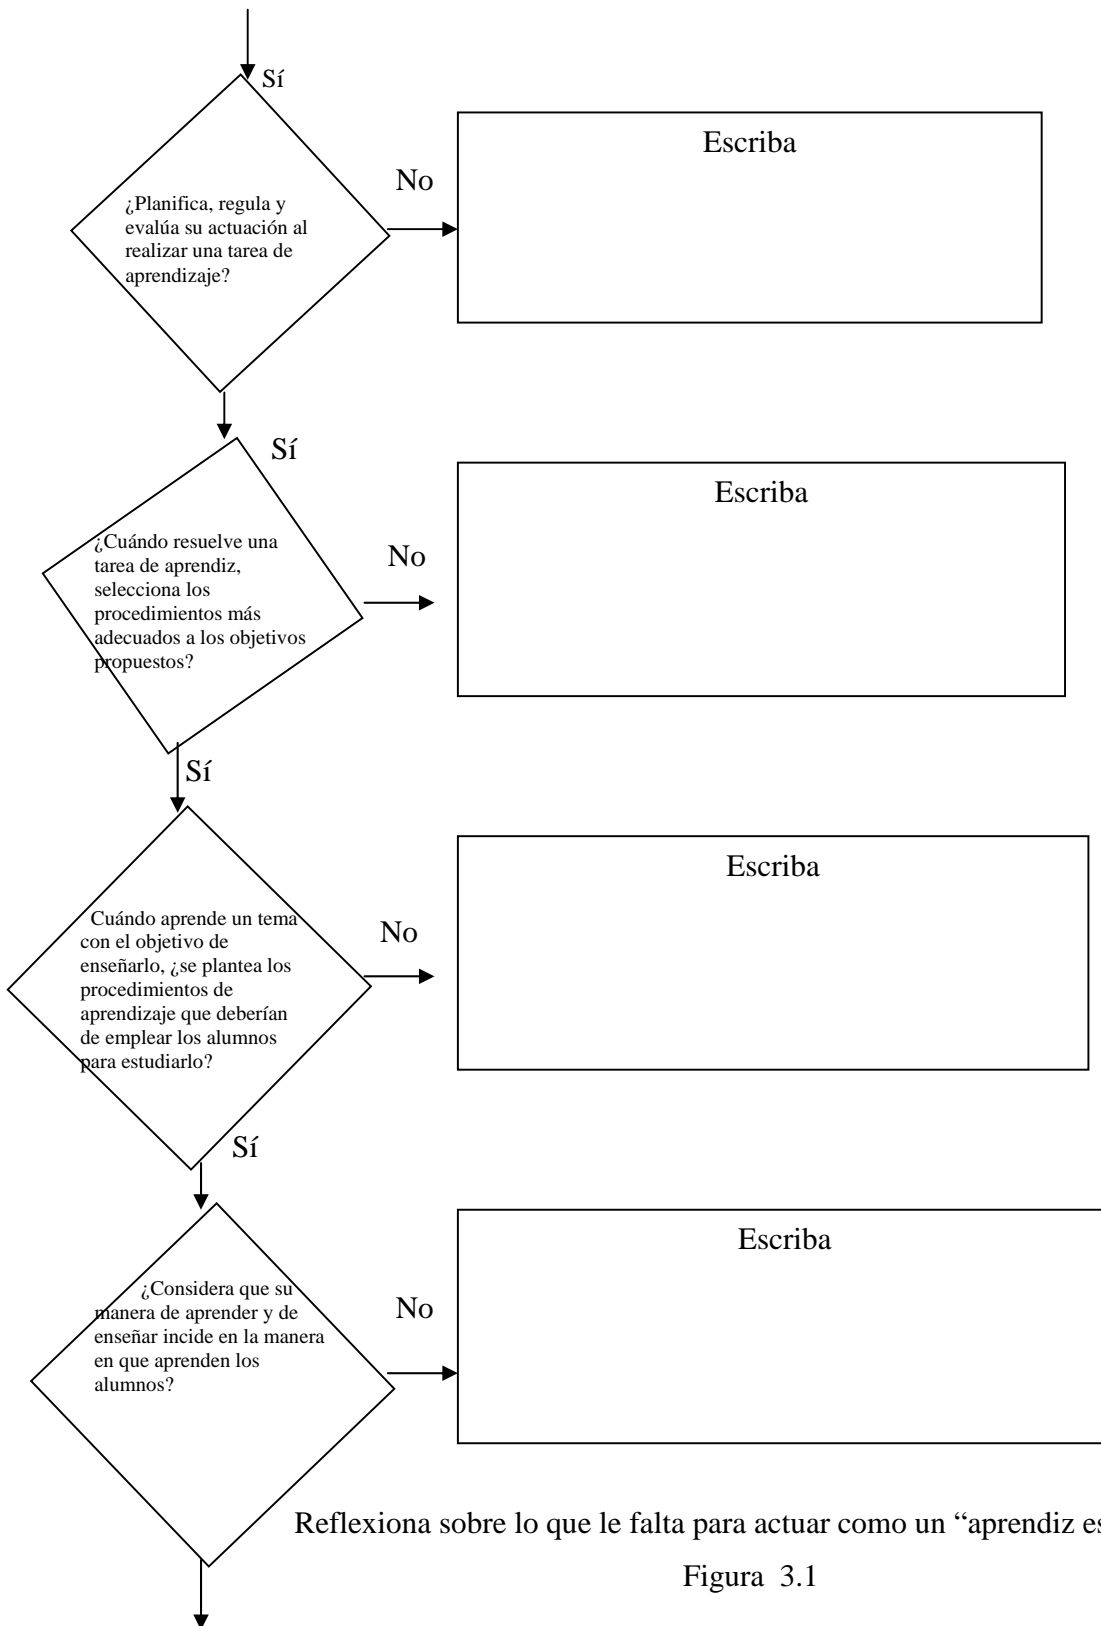 Sí
Escriba
No
¿Planifica, regula y
evalúa su actuación al
realizar una tarea de
aprendizaje?
Sí
Escriba
¿Cuándo resuelve una
tarea de aprendiz,
selecciona los
procedimientos más
adecuados a los objetivos
propuestos?
No
Sí
Escriba
Cuándo aprende un tema
con el objetivo de
enseñarlo, ¿se plantea los
procedimientos de
aprendizaje que deberían
de emplear los alumnos
para estudiarlo?
No
Sí
Escriba
¿Considera que su
manera de aprender y de
enseñar incide en la manera
en que aprenden los
alumnos?
No
Reflexiona sobre lo que le falta para actuar como un “aprendiz
Figura 3.1